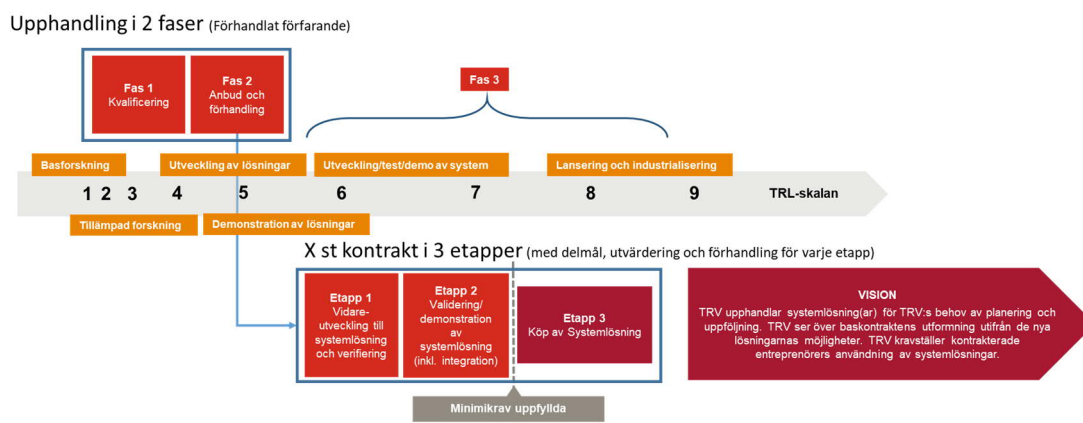 Upphandling i 2 faser (Förhandlat förfarande)
Fas 1
Kvalificering
Fas 2
Anbud och
förhandling
Fas 3
Basforskning
Utveckling av lösningar
Utveckling/test/demo av system
Lansering och industrialisering
1 2 3 4 5 6 7 8 9 TRL-skalan
Tillämpad forskning
Demonstration av lösningar
X st kontrakt i 3 etapper (med delmål, utvärdering och förhandling för varje etapp)
Etapp 1
Vidare-
utveckling till
systemlösning
och verifiering
Etapp 2
Validering/
demonstration
av
systemlösning
(inkl. integration)
Etapp 3
Köp av Systemlösning
VISION
TRV upphandlar systemlösning(ar) för TRV:s behov av planering och
uppföljning. TRV ser över baskontraktens utformning utifrån de nya
lösningarnas möjligheter. TRV kravställer kontrakterade
entreprenörers användning av systemlösningar.
Minimikrav uppfyllda